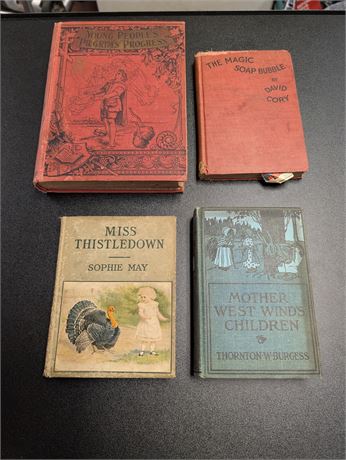 YOUNG PEOPLE'S
PILGRIM'S PROGRESS
THE MAGIC
SOAP BUBBLE
BY
DAVID
CORY
MISS
THISTLEDOWN
SOPHIE MAY
MOTHER
WEST WIND'S
CHILDREN
THORNTON·W·BURGESS